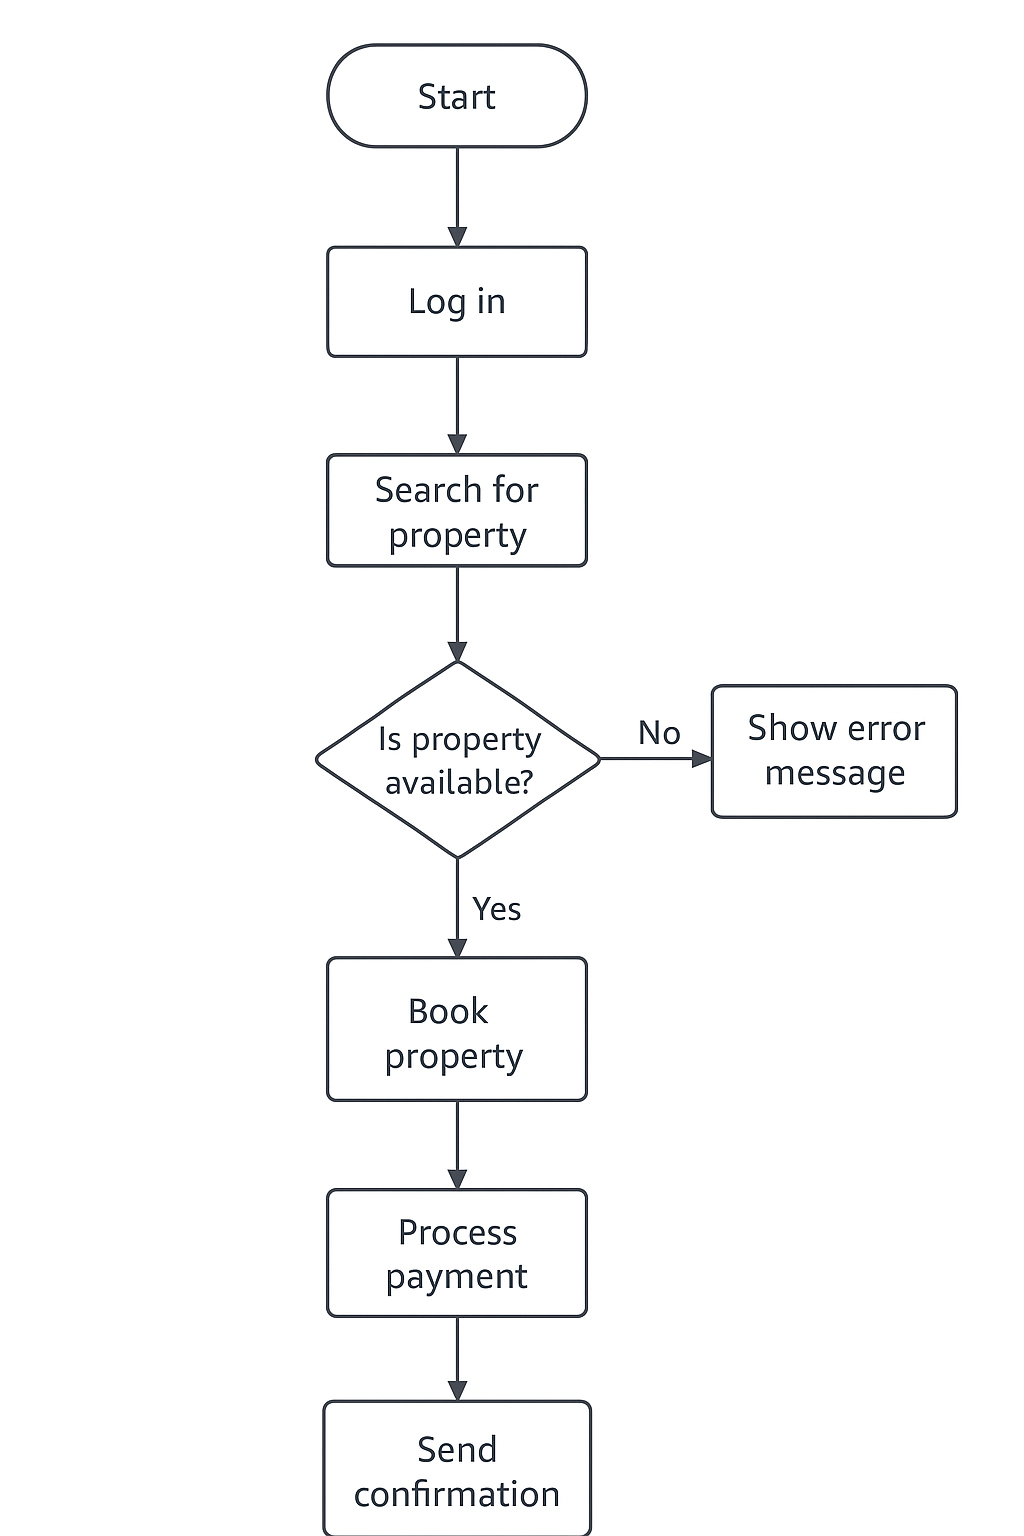 Start
Log in
Search for
property
Is property
available?
No
Show error
message
Yes
Book
property
Process
payment
Send
confirmation